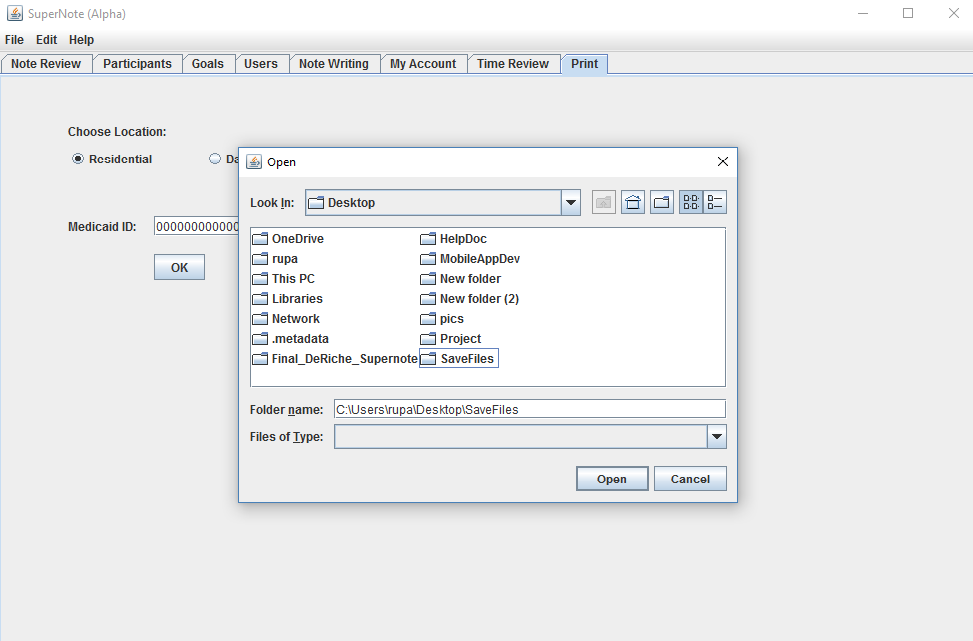 SuperNote (Alpha)
File Edit Help
Note Review Participants Goals Users Note Writing My Account Time Review Print
Choose Location:
Residential
Medicaid ID: 000000000000
OK
Open
Look In: Desktop
OneDrive
rupa
This PC
Libraries
Network
.metadata
Final_DeRiche_Supernote
HelpDoc
MobileAppDev
New folder
New folder (2)
pics
Project
SaveFiles
Folder name: C:\Users\rupa\Desktop\SaveFiles
Files of Type:
Open Cancel